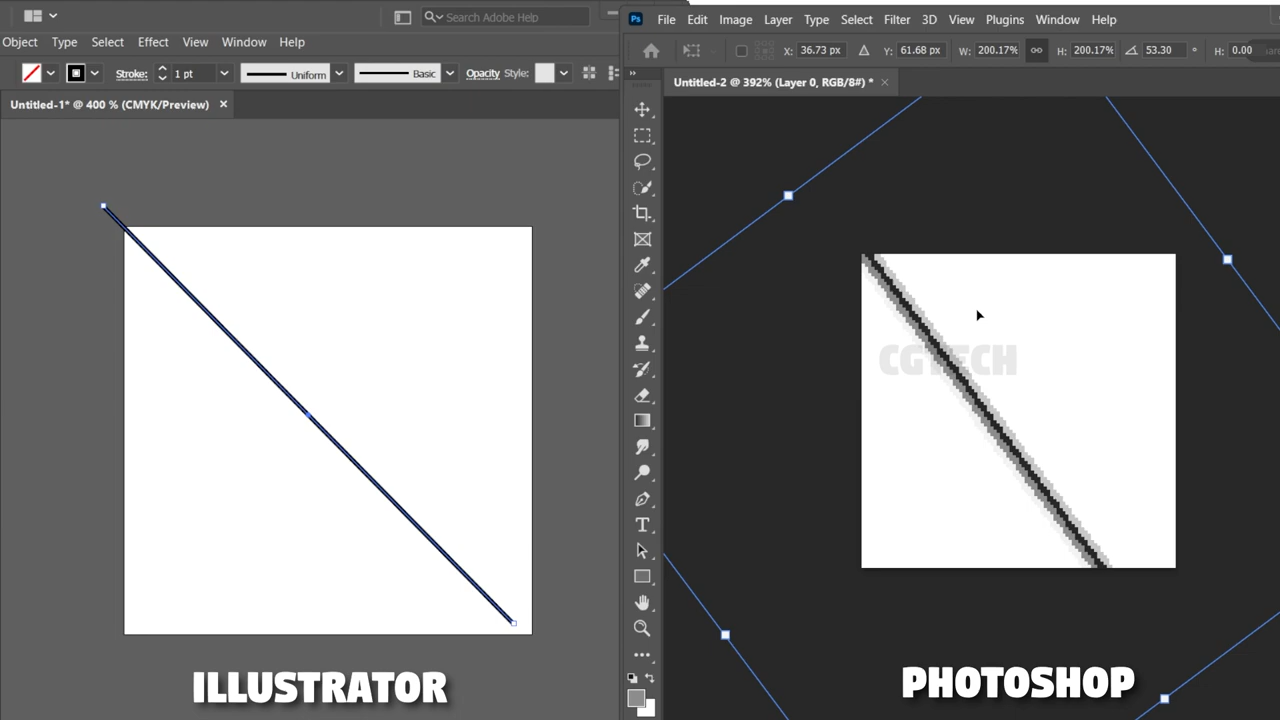 Search Adobe Help
Object Type Select Effect View Window Help
Stroke: 1 pt Uniform Basic Opacity Style:
Untitled-1* @ 400 % (CMYK/Preview) ×
ILLUSTRATOR
Ps File Edit Image Layer Type Select Filter 3D View Plugins Window Help
X: 36.73 px Y: 61.68 px W: 200.17% H: 200.17% 53.30 ° H: 0.00
Untitled-2 @ 392% (Layer 0, RGB/8#) * ×
CGTECH
PHOTOSHOP